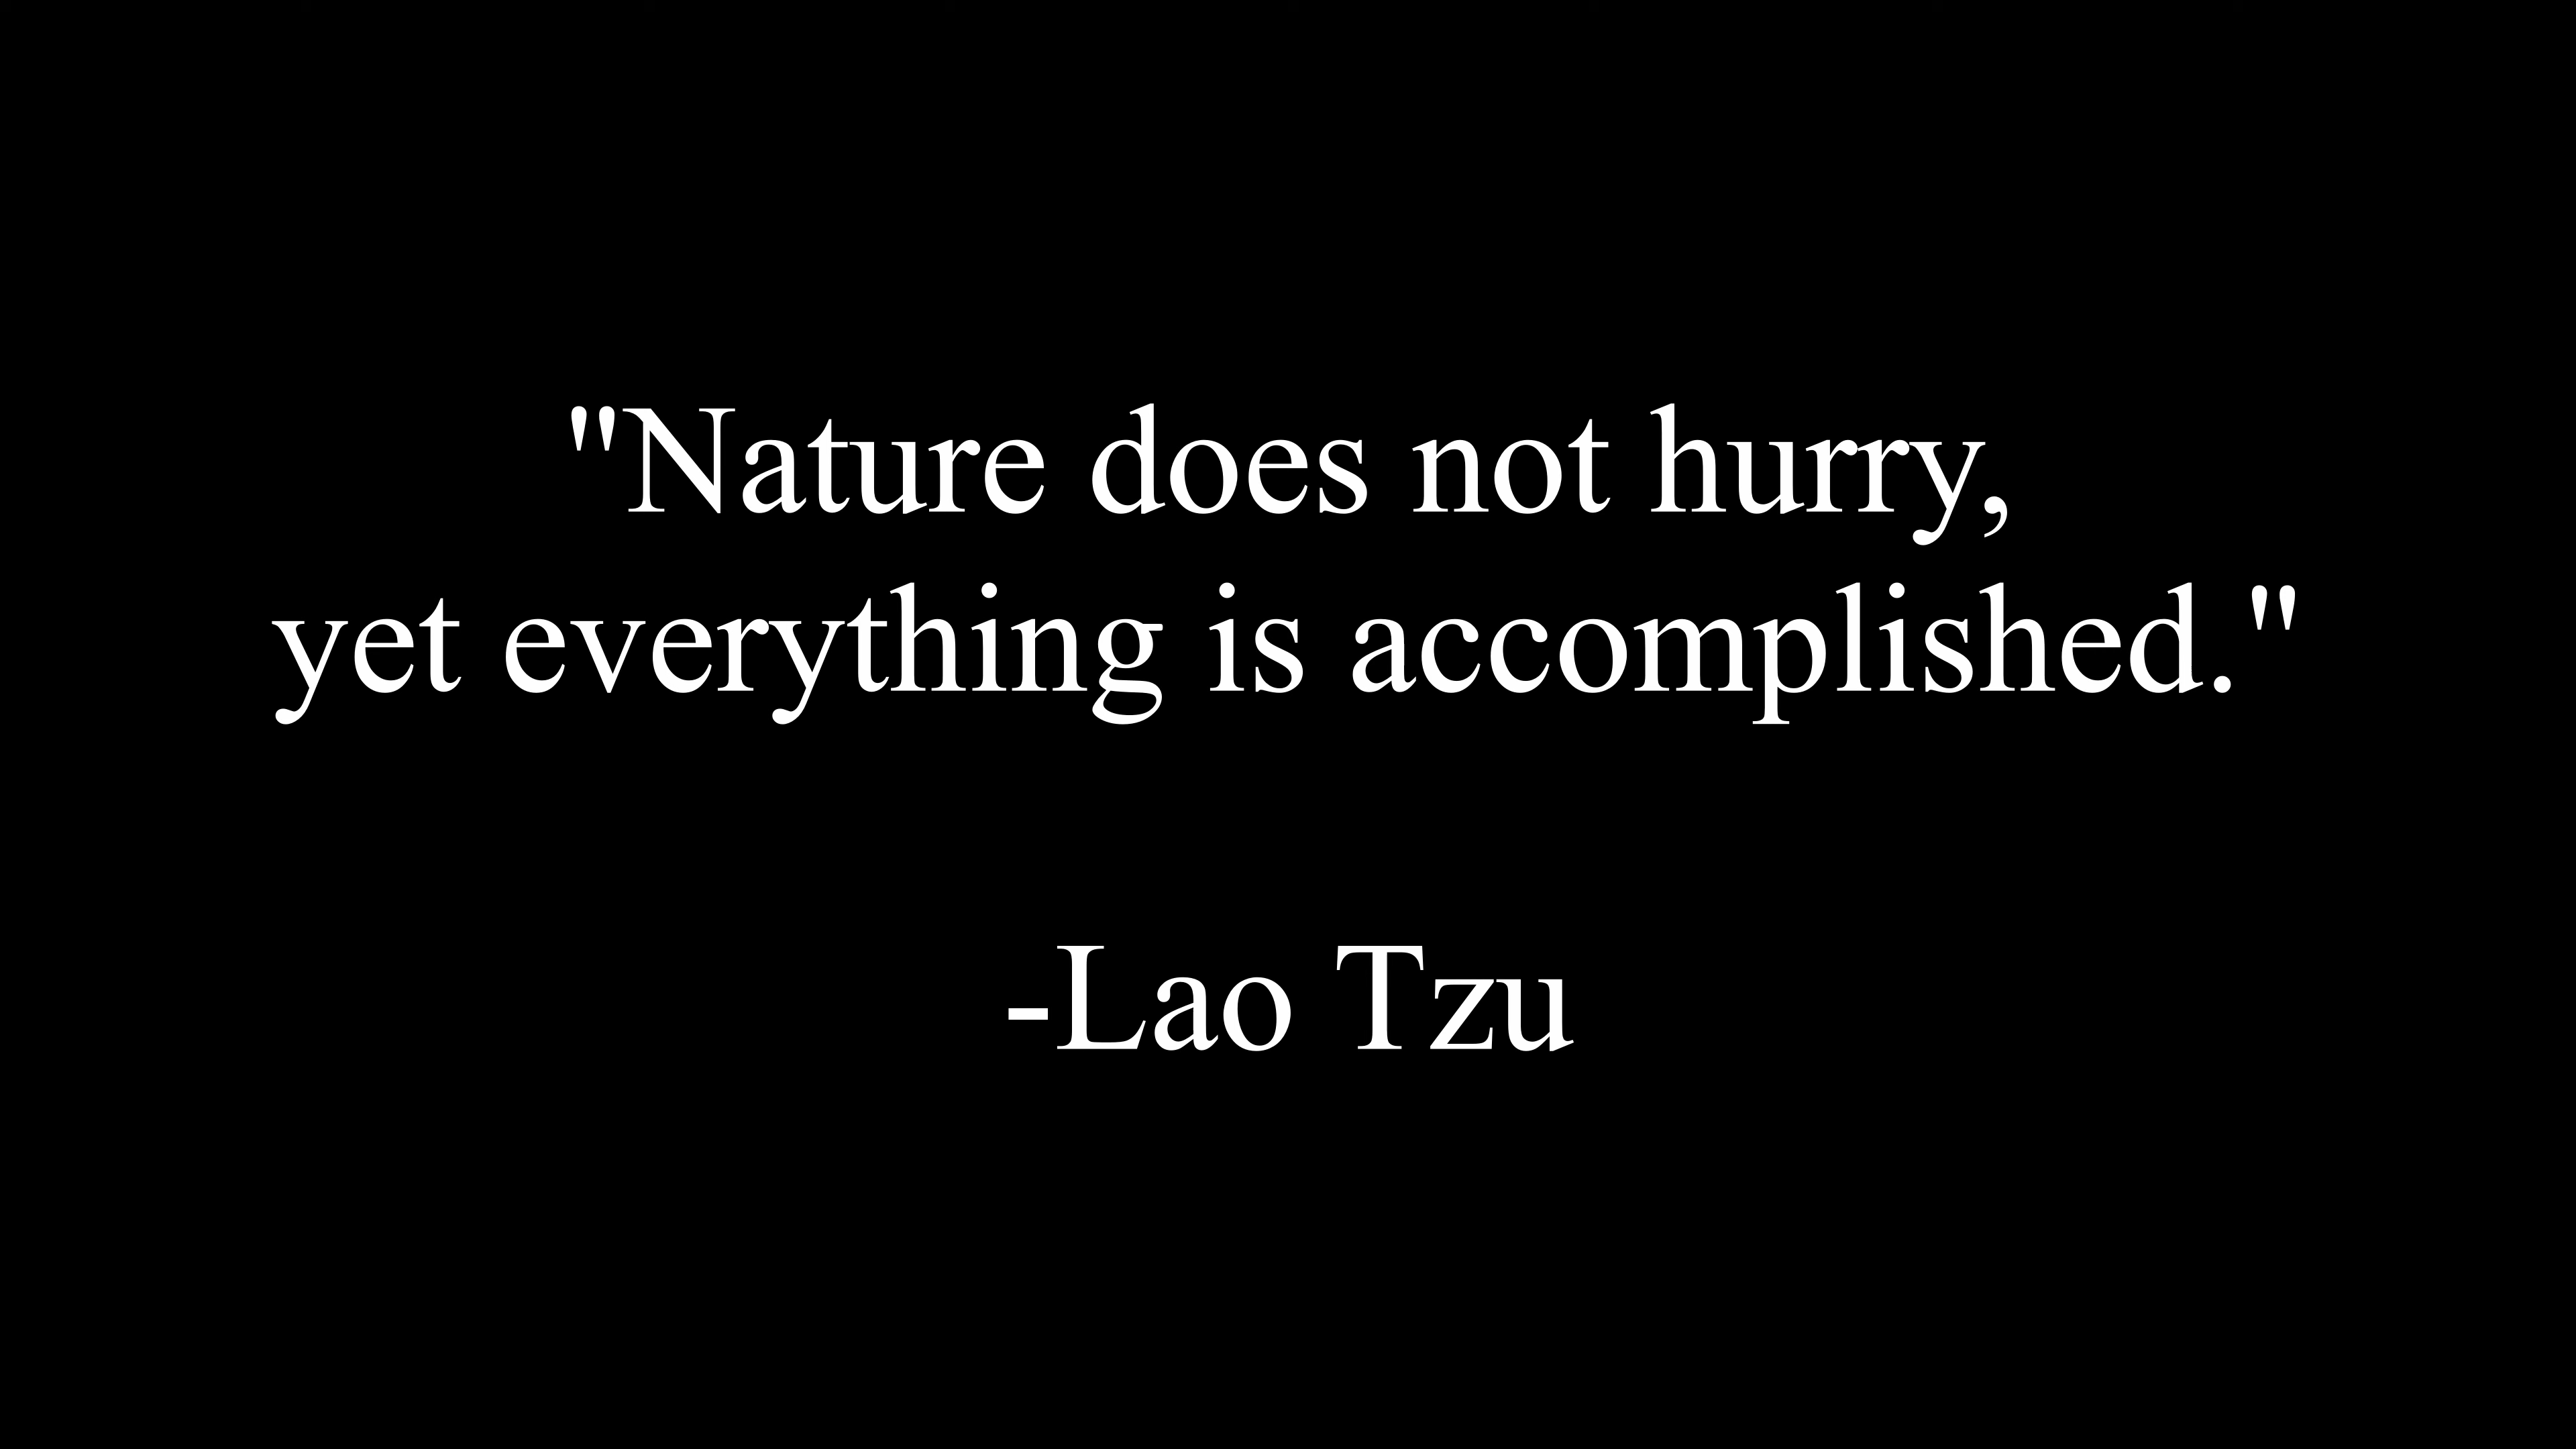 "Nature does not hurry,
yet everything is accomplished."
-Lao Tzu